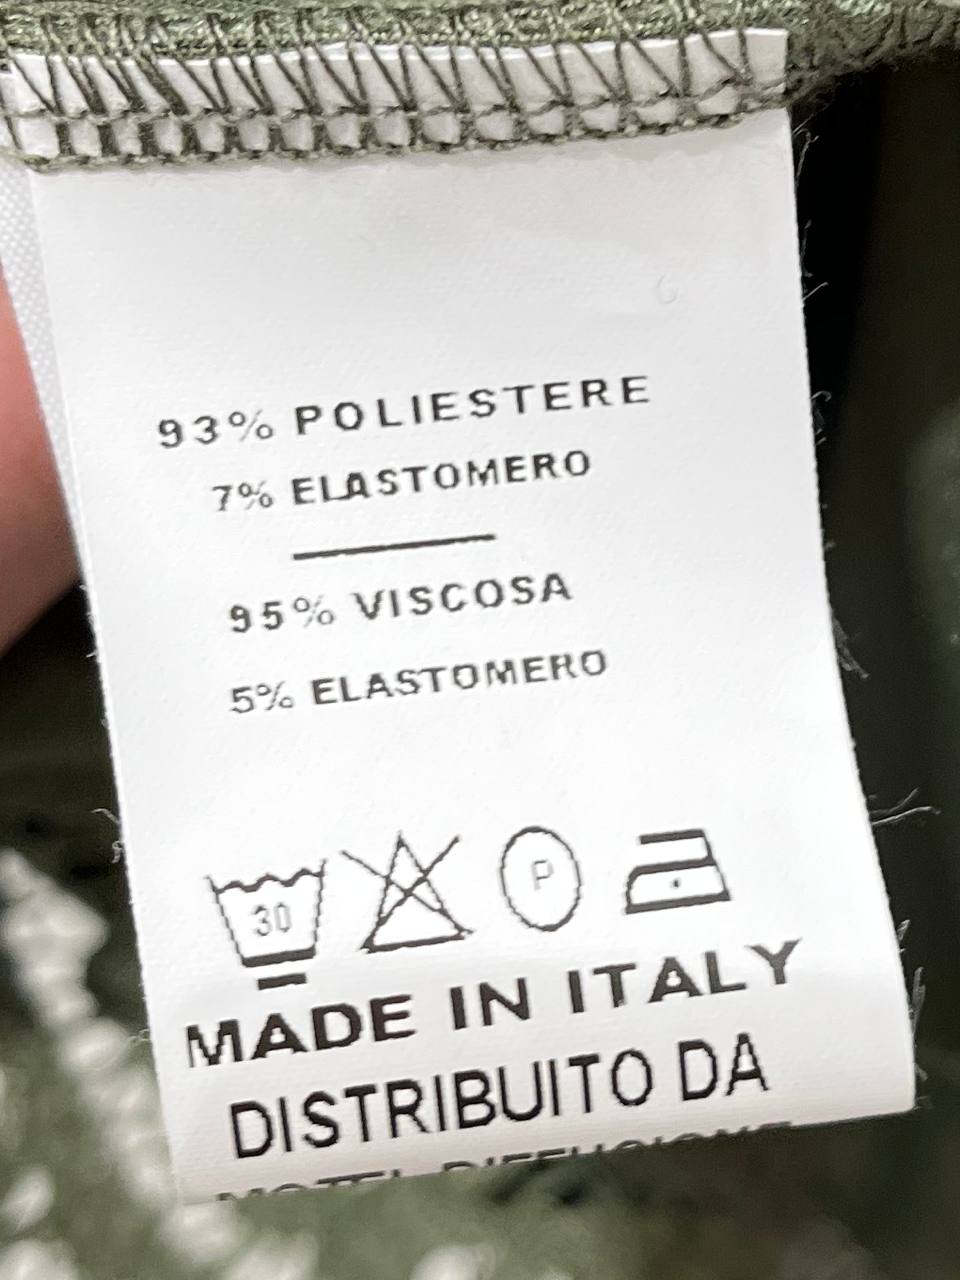 93% POLIESTERE
7% ELASTOMERO
95% VISCOSA
5% ELASTOMERO
30 P
MADE IN ITALY
DISTRIBUITO DA